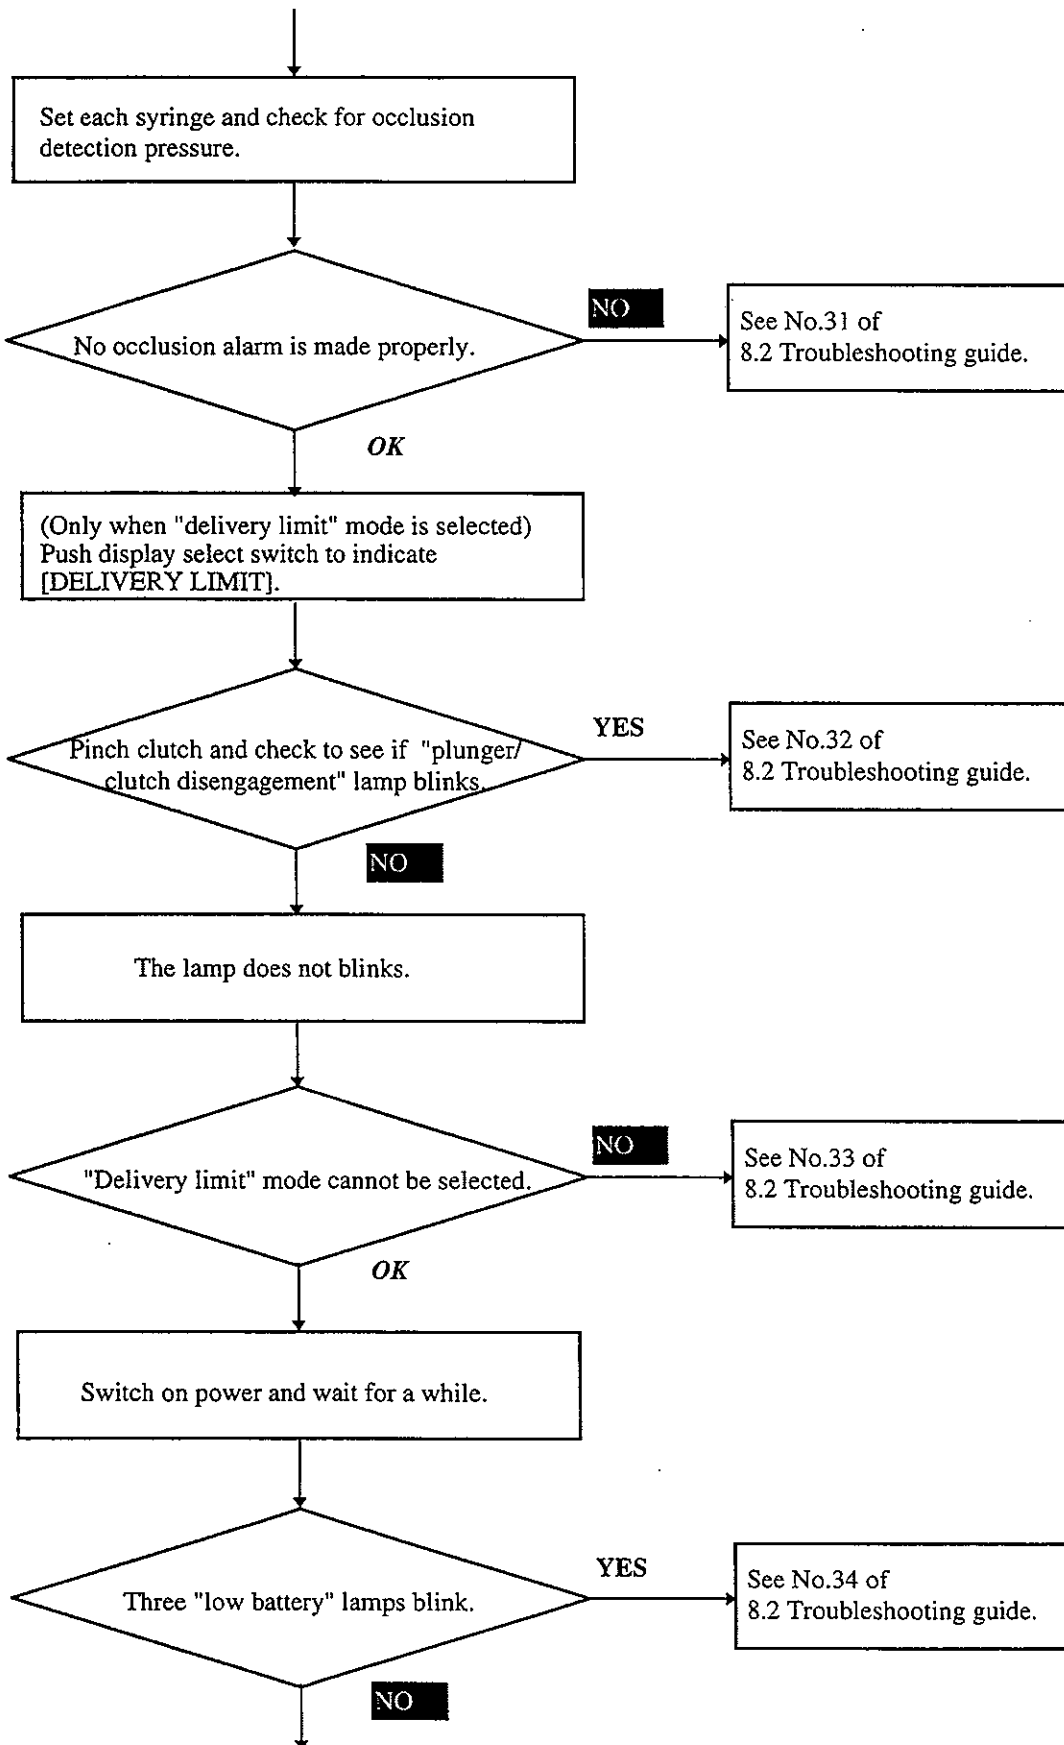 Set each syringe and check for occlusion
detection pressure.
No occlusion alarm is made properly.
NO
See No.31 of
8.2 Troubleshooting guide.
OK
(Only when "delivery limit" mode is selected)
Push display select switch to indicate
[DELIVERY LIMIT].
Pinch clutch and check to see if "plunger/
clutch disengagement" lamp blinks.
YES
See No.32 of
8.2 Troubleshooting guide.
NO
The lamp does not blinks.
"Delivery limit" mode cannot be selected.
NO
See No.33 of
8.2 Troubleshooting guide.
OK
Switch on power and wait for a while.
Three "low battery" lamps blink.
YES
See No.34 of
8.2 Troubleshooting guide.
NO